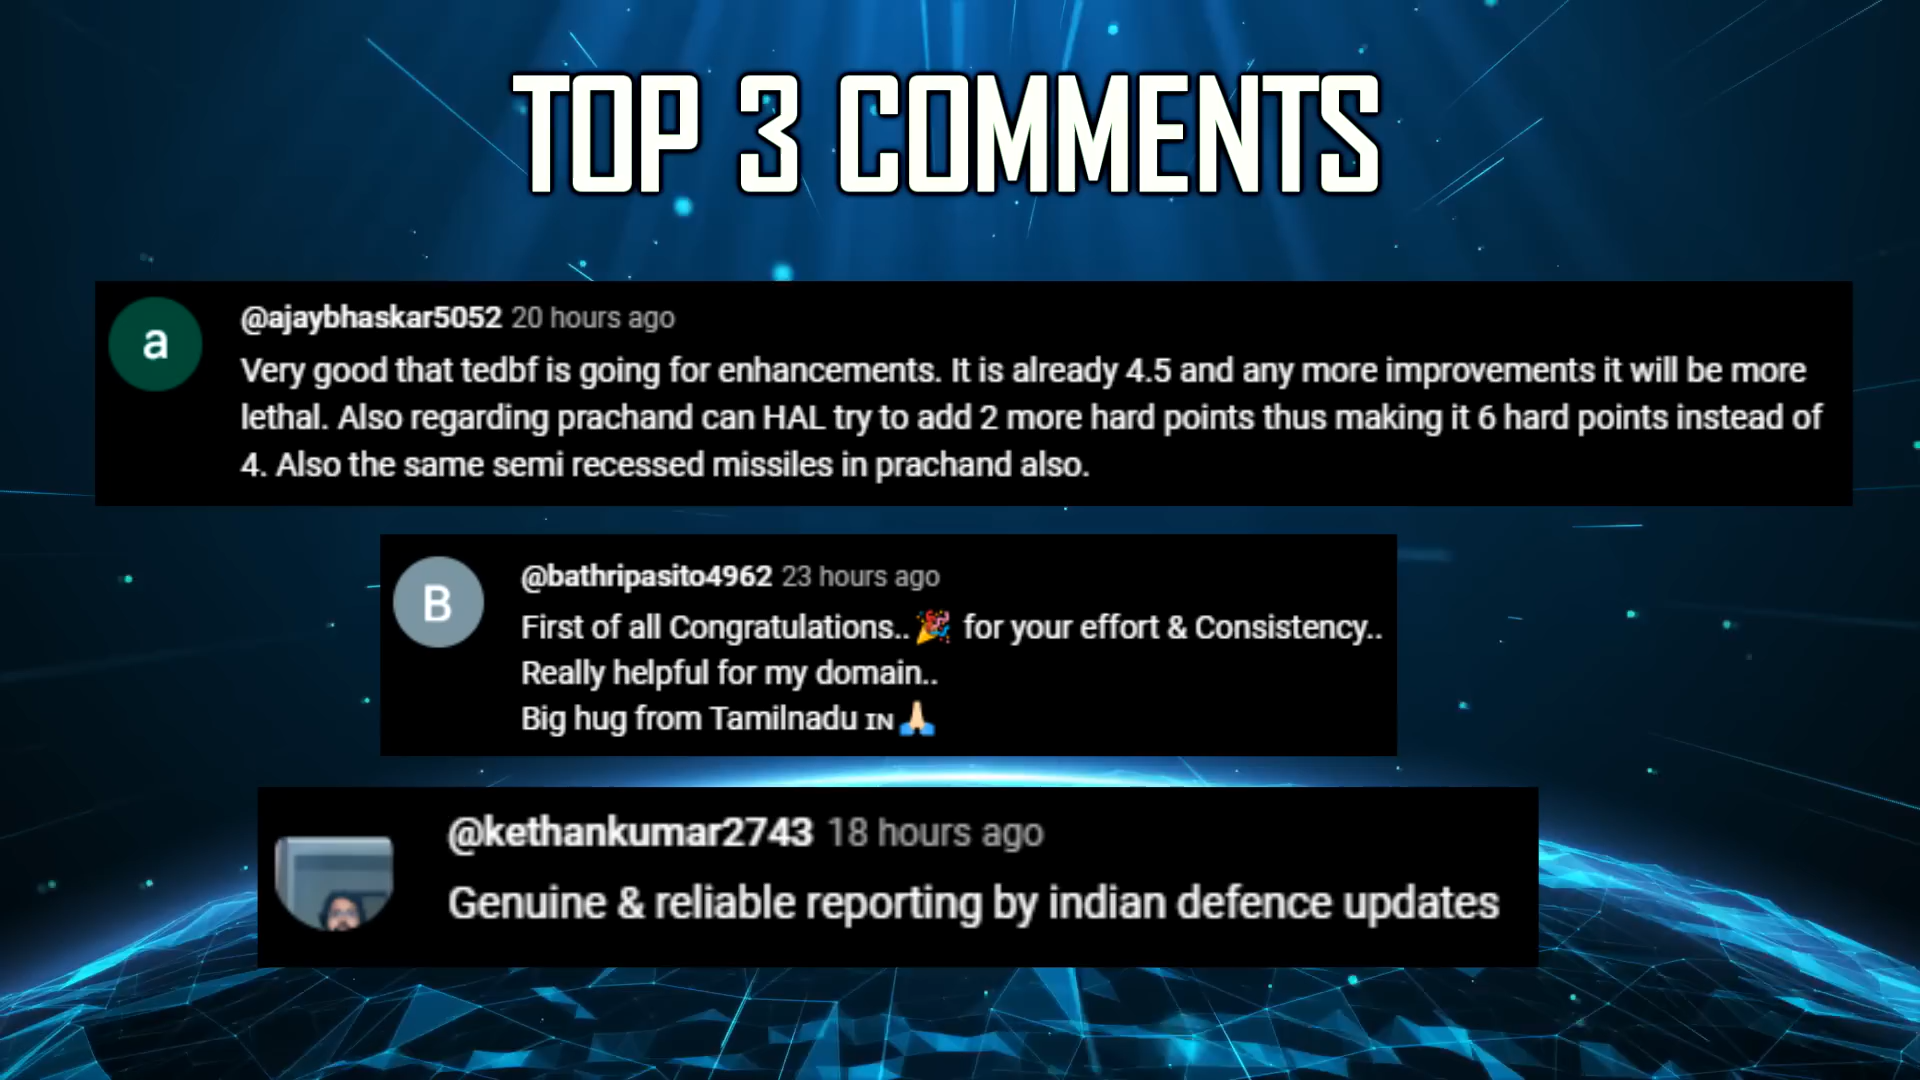 TOP 3 COMMENTS
a
@ajaybhaskar5052 20 hours ago
Very good that tedbf is going for enhancements. It is already 4.5 and any more improvements it will be more
lethal. Also regarding prachand can HAL try to add 2 more hard points thus making it 6 hard points instead of
4. Also the same semi recessed missiles in prachand also.
B
@bathripasito4962 23 hours ago
First of all Congratulations..🎉 for your effort & Consistency..
Really helpful for my domain..
Big hug from Tamilnadu IN🙏🏻
@kethankumar2743 18 hours ago
Genuine & reliable reporting by indian defence updates